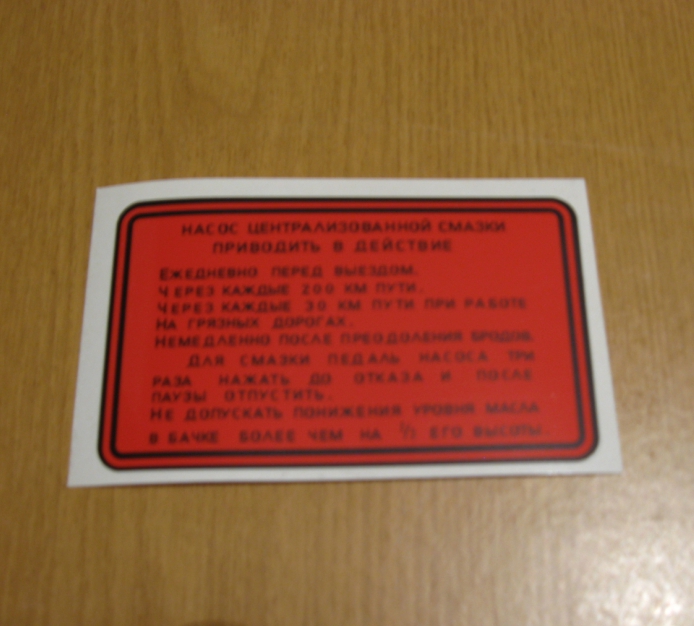 НАСОС ЦЕНТРАЛИЗОВАННОЙ СМАЗКИ
ПРИВОДИТЬ В ДЕЙСТВИЕ
ЕЖЕДНЕВНО ПЕРЕД ВЫЕЗДОМ.
ЧЕРЕЗ КАЖДЫЕ 200 КМ ПУТИ.
ЧЕРЕЗ КАЖДЫЕ 30 КМ ПУТИ ПРИ РАБОТЕ
НА ГРЯЗНЫХ ДОРОГАХ.
НЕМЕДЛЕННО ПОСЛЕ ПРЕОДОЛЕНИЯ БРОДОВ.
ДЛЯ СМАЗКИ ПЕДАЛЬ НАСОСА ТРИ
РАЗА НАЖАТЬ ДО ОТКАЗА И ПОСЛЕ
ПАУЗЫ ОТПУСТИТЬ.
НЕ ДОПУСКАТЬ ПОНИЖЕНИЯ УРОВНЯ МАСЛА
В БАЧКЕ БОЛЕЕ ЧЕМ НА ЕГО ВЫСОТЫ.